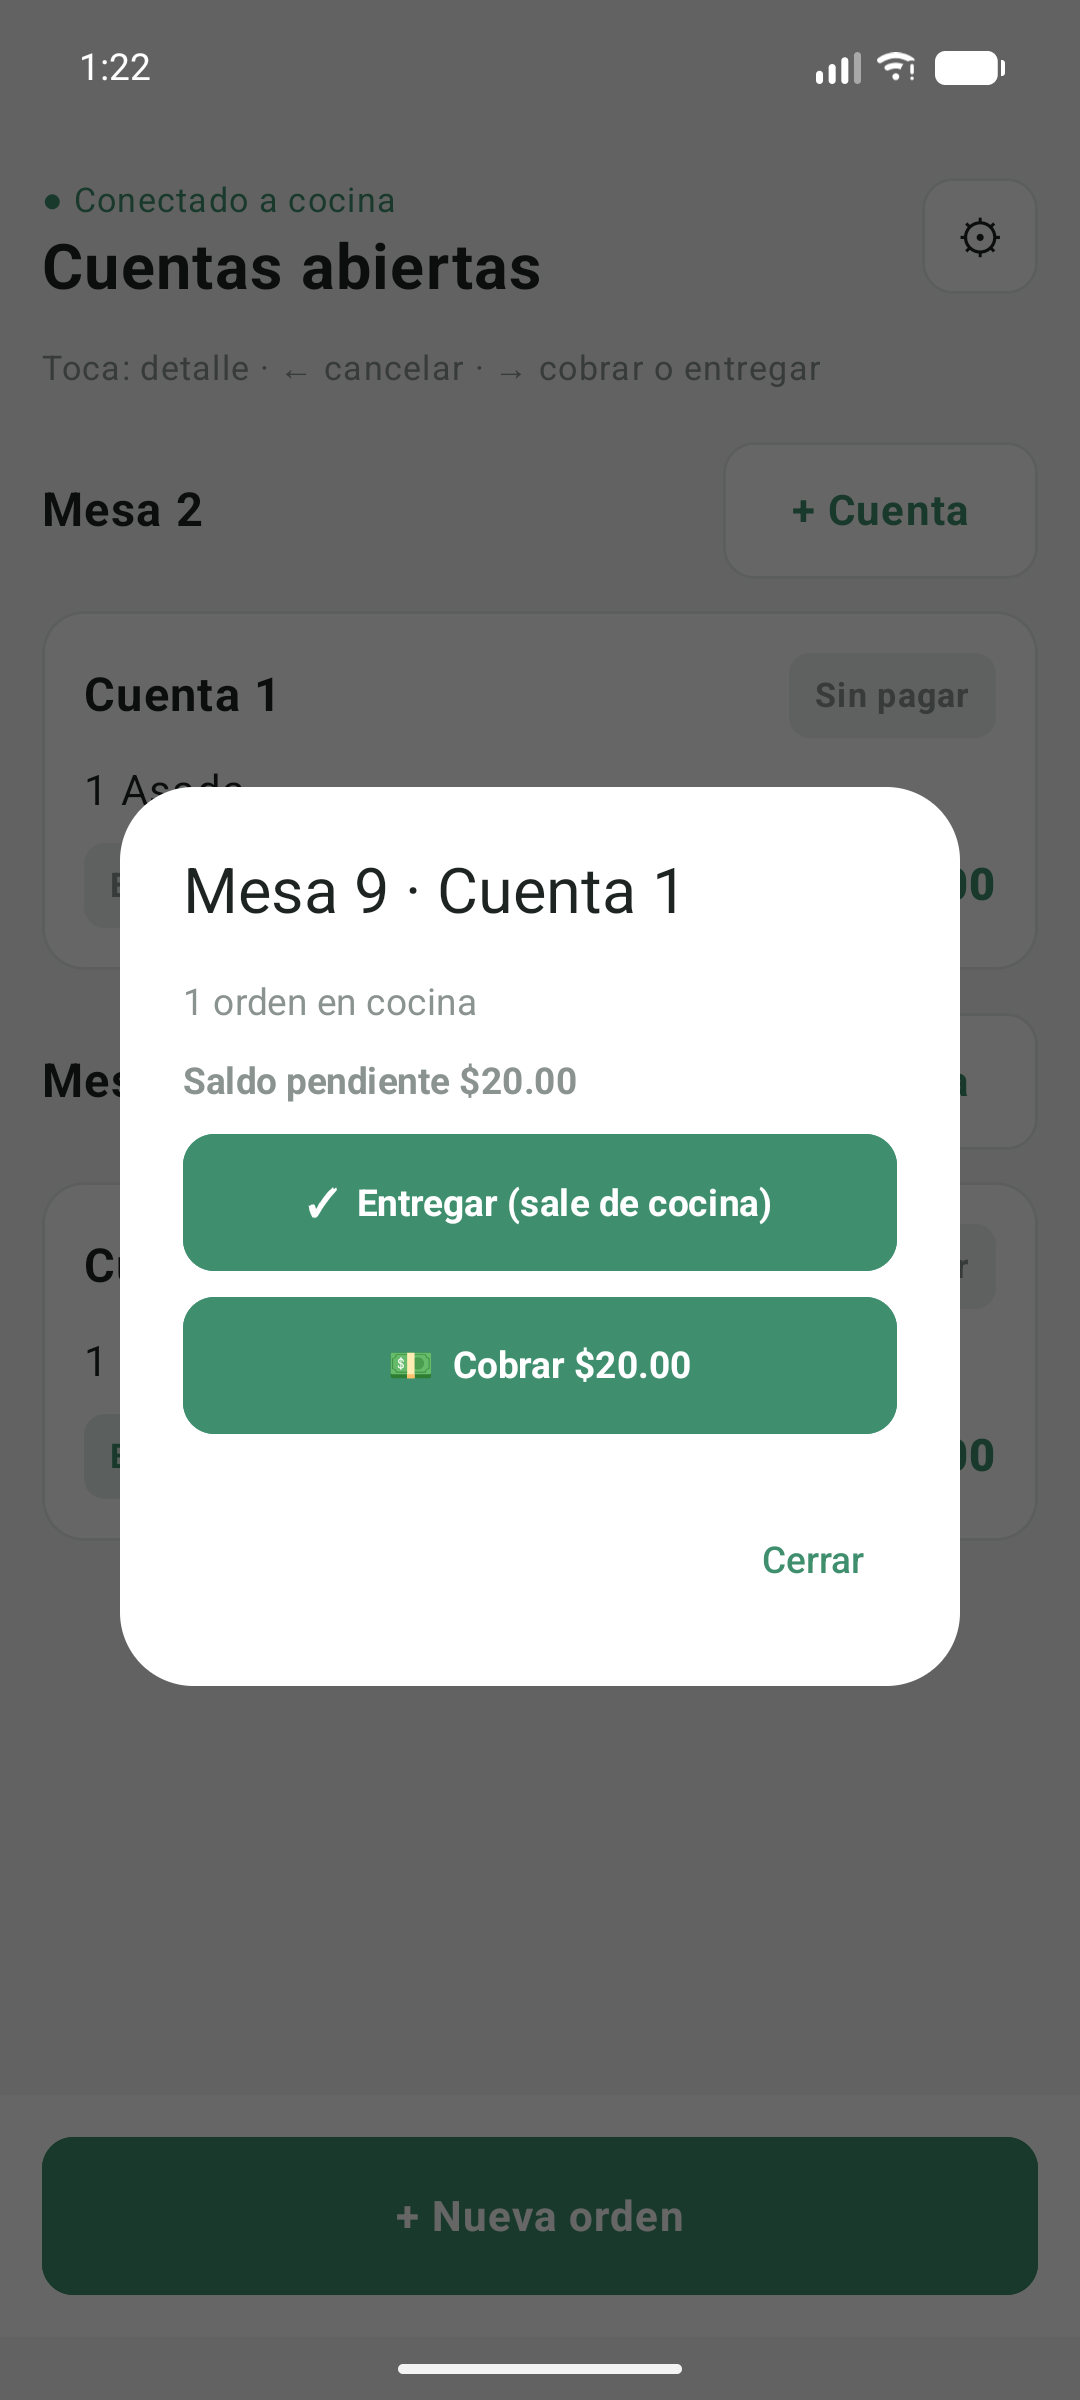 1:22
● Conectado a cocina
Cuentas abiertas
Toca: detalle · ← cancelar · → cobrar o entregar
Mesa 2
+ Cuenta
Cuenta 1
Sin pagar
1
Mesa 9 · Cuenta 1
1 orden en cocina
Saldo pendiente $20.00
✓ Entregar (sale de cocina)
💵 Cobrar $20.00
1
Cerrar
+ Nueva orden